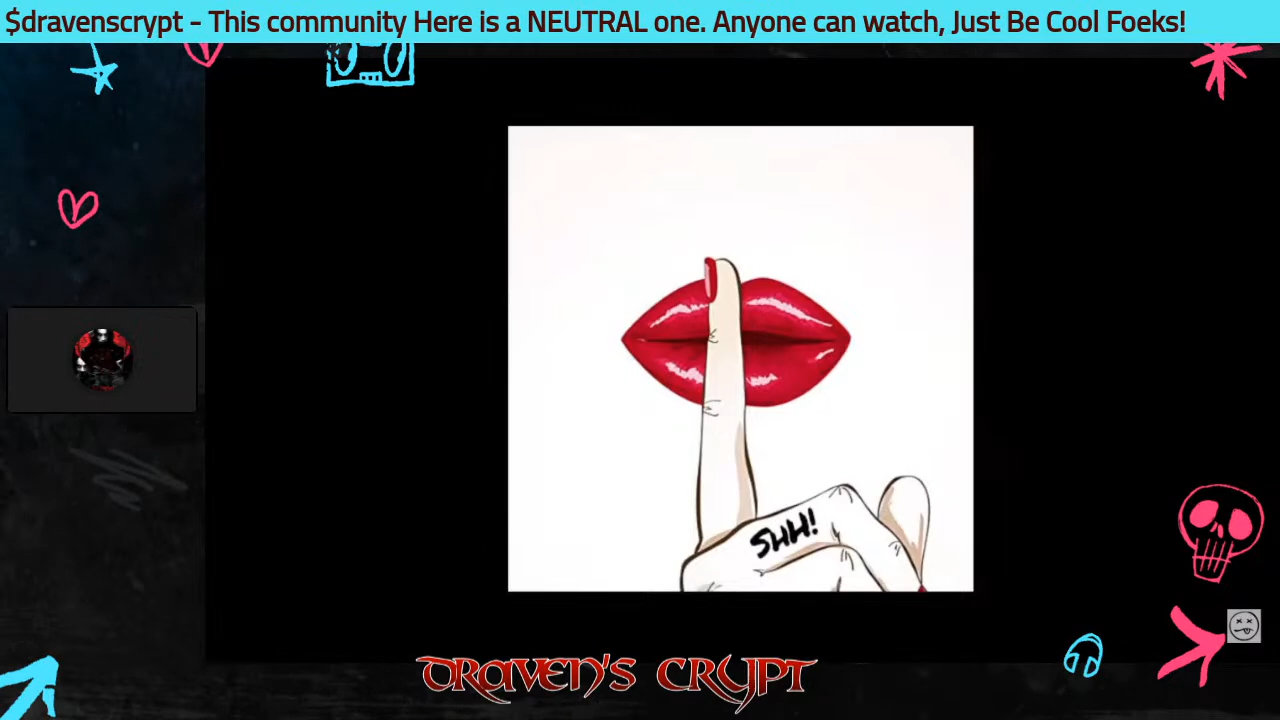 $dravenscrypt - This community Here is a NEUTRAL one. Anyone can watch, Just Be Cool Foeks!
SHH!
DRAVEN'S CRYPT